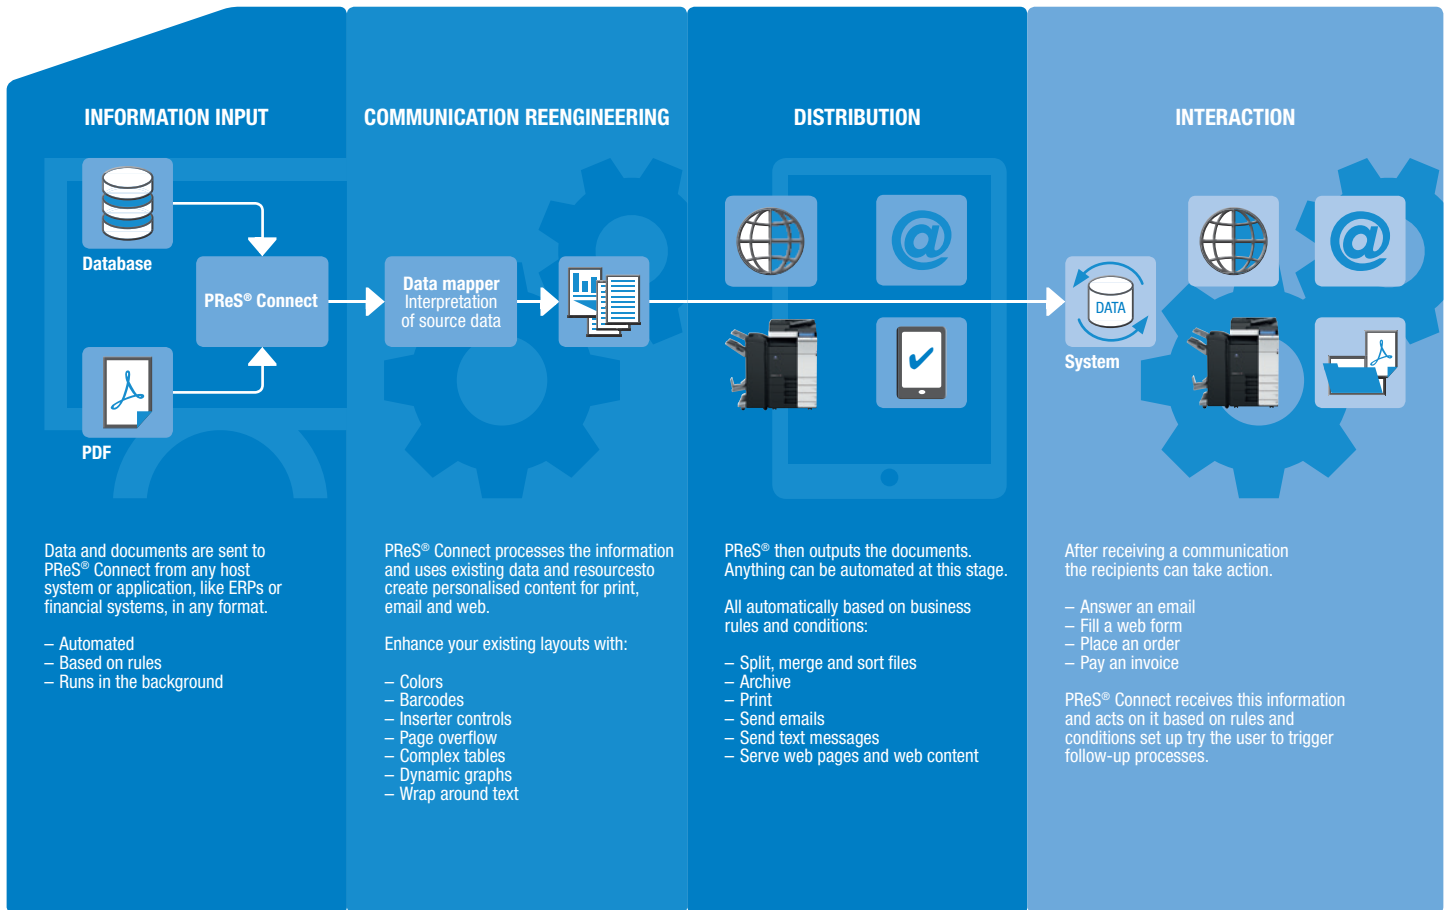 INFORMATION INPUT
Database
PReS® Connect
PDF
Data and documents are sent to
PReS® Connect from any host
system or application, like ERPs or
financial systems, in any format.
– Automated
– Based on rules
– Runs in the background
COMMUNICATION REENGINEERING
Data mapper
Interpretation
of source data
PReS® Connect processes the information
and uses existing data and resourcesto
create personalised content for print,
email and web.
Enhance your existing layouts with:
– Colors
– Barcodes
– Inserter controls
– Page overflow
– Complex tables
– Dynamic graphs
– Wrap around text
DISTRIBUTION
@
PReS® then outputs the documents.
Anything can be automated at this stage.
All automatically based on business
rules and conditions:
– Split, merge and sort files
– Archive
– Print
– Send emails
– Send text messages
– Serve web pages and web content
INTERACTION
@
DATA
System
After receiving a communication
the recipients can take action.
– Answer an email
– Fill a web form
– Place an order
– Pay an invoice
PReS® Connect receives this information
and acts on it based on rules and
conditions set up try the user to trigger
follow-up processes.